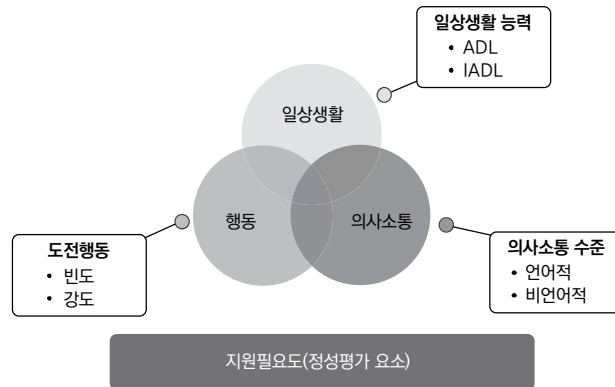 일상생활 능력
• ADL
• IADL
일상생활
행동
의사소통
도전행동
• 빈도
• 강도
의사소통 수준
• 언어적
• 비언어적
지원필요도(정성평가 요소)